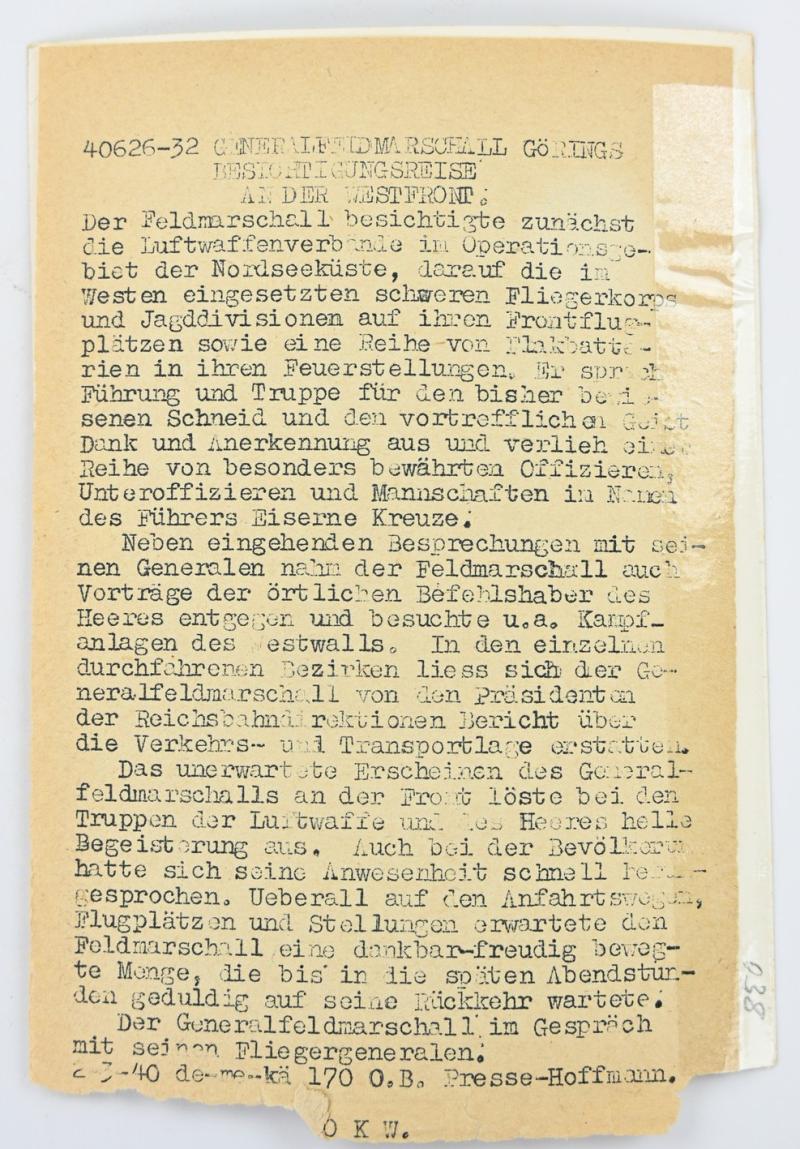 40626-32 GENERALFELDMARSCHALL GÖRINGS
BESICHTIGUNGSREISE
AN DER WESTFRONT.
Der Feldmarschall besichtigte zunächst
die Luftwaffenverbände im Operationsge-
biet der Nordseeküste, darauf die im
Westen eingesetzten schweren Fliegerkorps
und Jagddivisionen auf ihren Frontflug-
plätzen sowie eine Reihe von Flakbatte-
rien in ihren Feuerstellungen. Er sprach
Führung und Truppe für den bisher bewie-
senen Schneid und den vortrefflichen Geist
Dank und Anerkennung aus und verlieh einer
Reihe von besonders bewährten Offizieren,
Unteroffizieren und Mannschaften im Namen
des Führers Eiserne Kreuze.
Neben eingehenden Besprechungen mit sei-
nen Generalen nahm der Feldmarschall auch
Vorträge der örtlichen Befehlshaber des
Heeres entgegen und besuchte u.a. Kampf-
anlagen des Westwalls. In den einzelnen
durchfahrenen Bezirken liess sich der Ge-
neralfeldmarschall von den Präsidenten
der Reichsbahndirektionen Bericht über
die Verkehrs- und Transportlage erstatten.
Das unerwartete Erscheinen des General-
feldmarschalls an der Front löste bei den
Truppen der Luftwaffe und des Heeres helle
Begeisterung aus. Auch bei der Bevölkerung
hatte sich seine Anwesenheit schnell herum-
gesprochen. Ueberall auf den Anfahrtswegen,
Flugplätzen und Stellungen erwartete den
Feldmarschall eine dankbar-freudig beweg-
te Menge, die bis in die späten Abendstun-
den geduldig auf seine Rückkehr wartete.
Der Generalfeldmarschall im Gespräch
mit seinen Fliegergeneralen.
-40 kä 170 O.B. Presse-Hoffmann.
O K W.
038